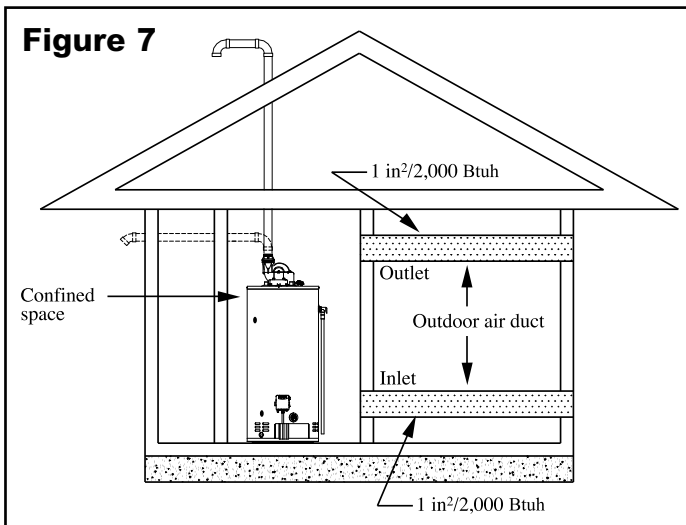 Figure 7
1 in²/2,000 Btuh
Outlet
Confined
space
Outdoor air duct
Inlet
1 in²/2,000 Btuh